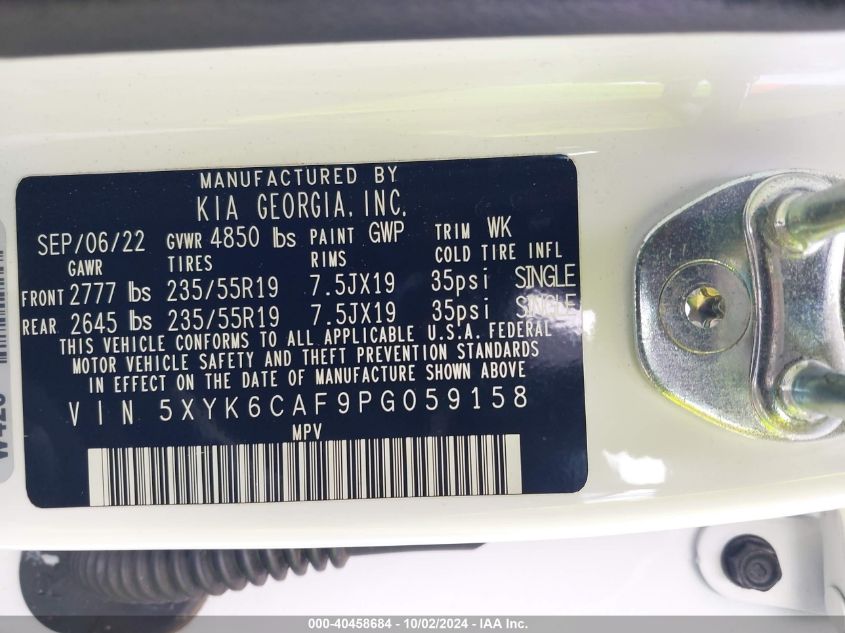 MANUFACTURED BY
KIA GEORGIA, INC.
SEP/06/22 GVWR 4850 lbs PAINT GWP TRIM WK
GAWR TIRES RIMS COLD TIRE INFL
FRONT 2777 lbs 235/55R19 7.5JX19 35psi SINGLE
REAR 2645 lbs 235/55R19 7.5JX19 35psi SINGLE
THIS VEHICLE CONFORMS TO ALL APPLICABLE U.S.A. FEDERAL
MOTOR VEHICLE SAFETY AND THEFT PREVENTION STANDARDS
IN EFFECT ON THE DATE OF MANUFACTURE SHOWN ABOVE
VIN 5XYK6CAF9PG059158
MPV
000-40458684 - 10/02/2024 - IAA Inc.